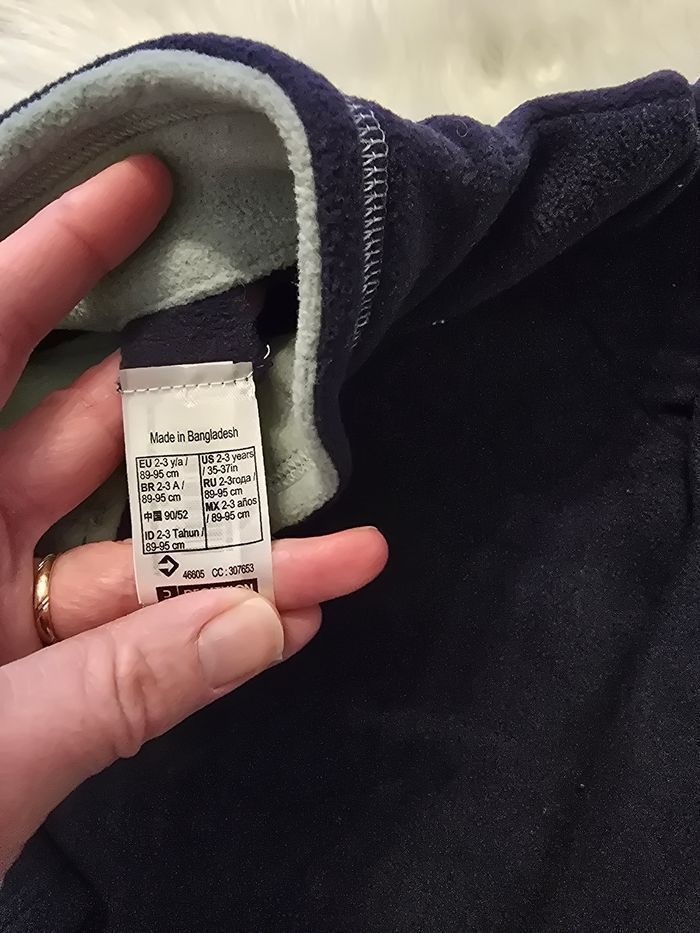 Made in Bangladesh
EU 2-3 y/a /
89-95 cm
BR 2-3 A /
89-95 cm
中国 90/52
ID 2-3 Tahun /
89-95 cm
US 2-3 years
/ 35-37in
RU 2-3года /
89-95 cm
MX 2-3 años
/ 89-95 cm
46605 CC : 307653